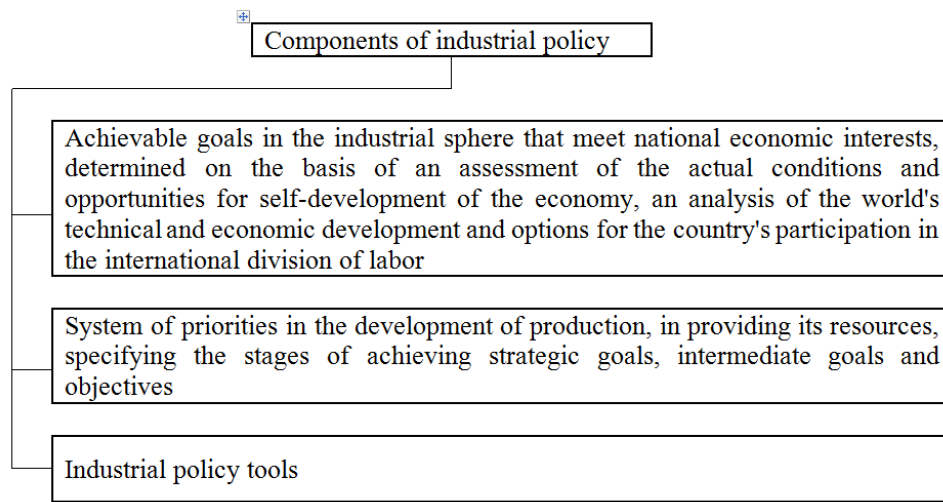 Components of industrial policy
Achievable goals in the industrial sphere that meet national economic interests,
determined on the basis of an assessment of the actual conditions and
opportunities for self-development of the economy, an analysis of the world's
technical and economic development and options for the country's participation in
the international division of labor
System of priorities in the development of production, in providing its resources,
specifying the stages of achieving strategic goals, intermediate goals and
objectives
Industrial policy tools